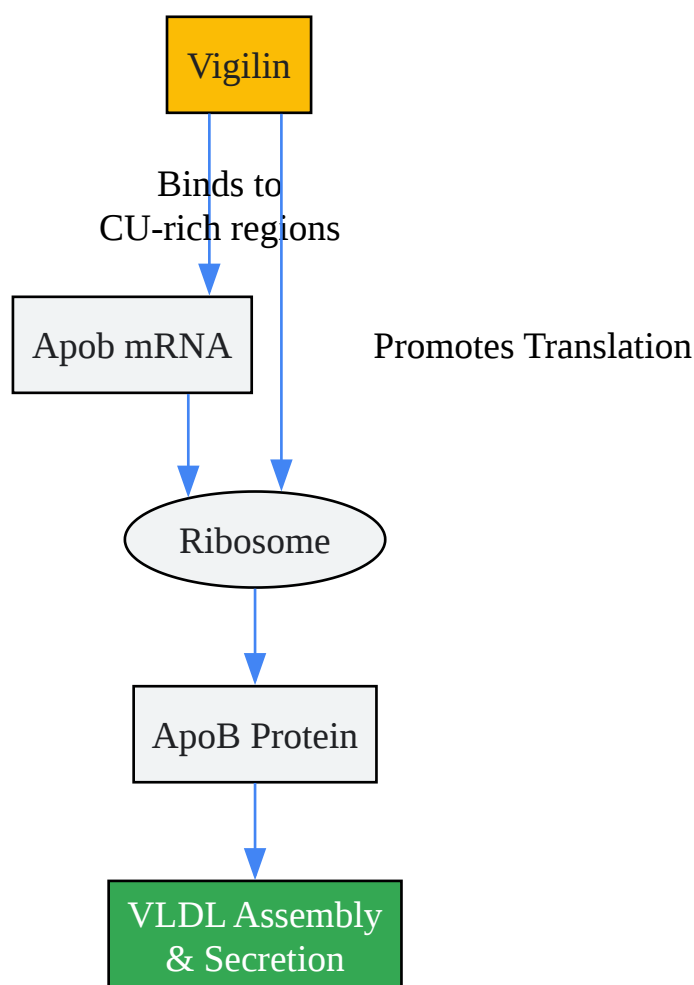 Vigilin
Binds to
CU-rich regions
Apob mRNA
Promotes Translation
Ribosome
ApoB Protein
VLDL Assembly
& Secretion